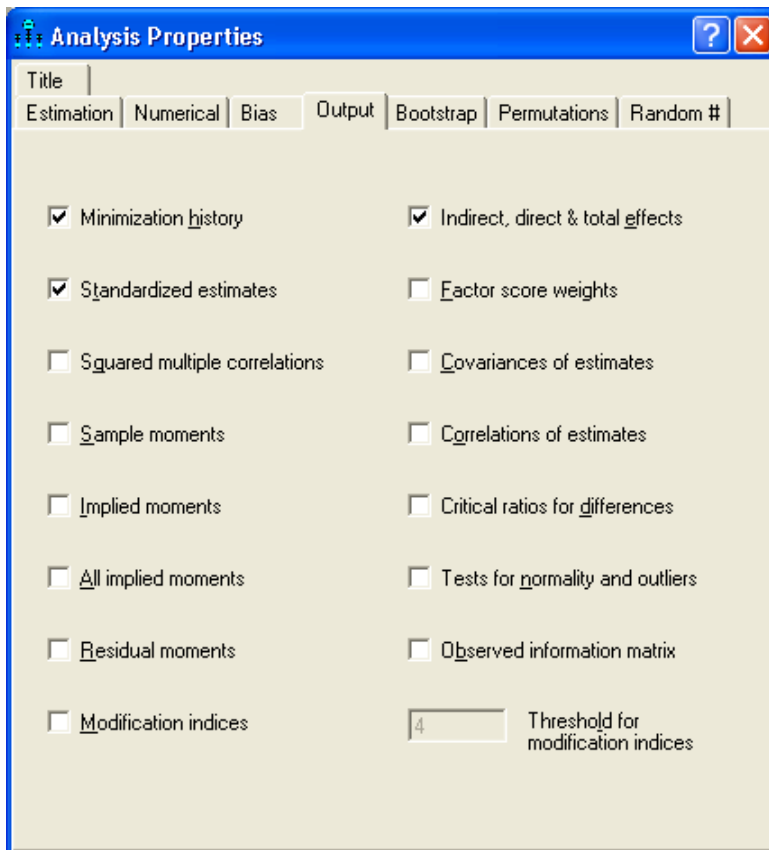 Analysis Properties
Title
Estimation Numerical Bias Output Bootstrap Permutations Random #
Minimization history
Indirect, direct & total effects
Standardized estimates
Factor score weights
Squared multiple correlations
Covariances of estimates
Sample moments
Correlations of estimates
Implied moments
Critical ratios for differences
All implied moments
Tests for normality and outliers
Residual moments
Observed information matrix
Modification indices
4
Threshold for
modification indices